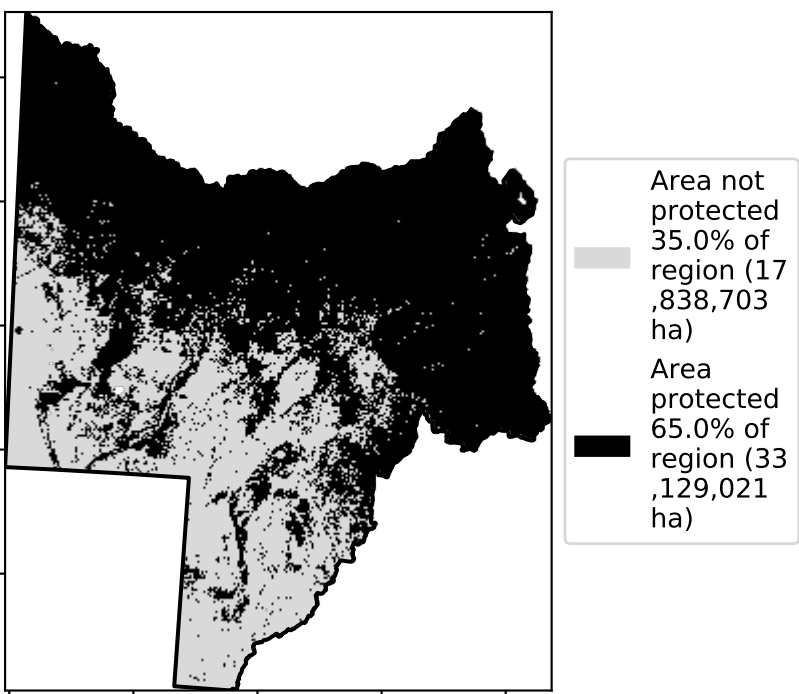 Area not
protected
35.0% of
region (17
,838,703
ha)
Area
protected
65.0% of
region (33
,129,021
ha)